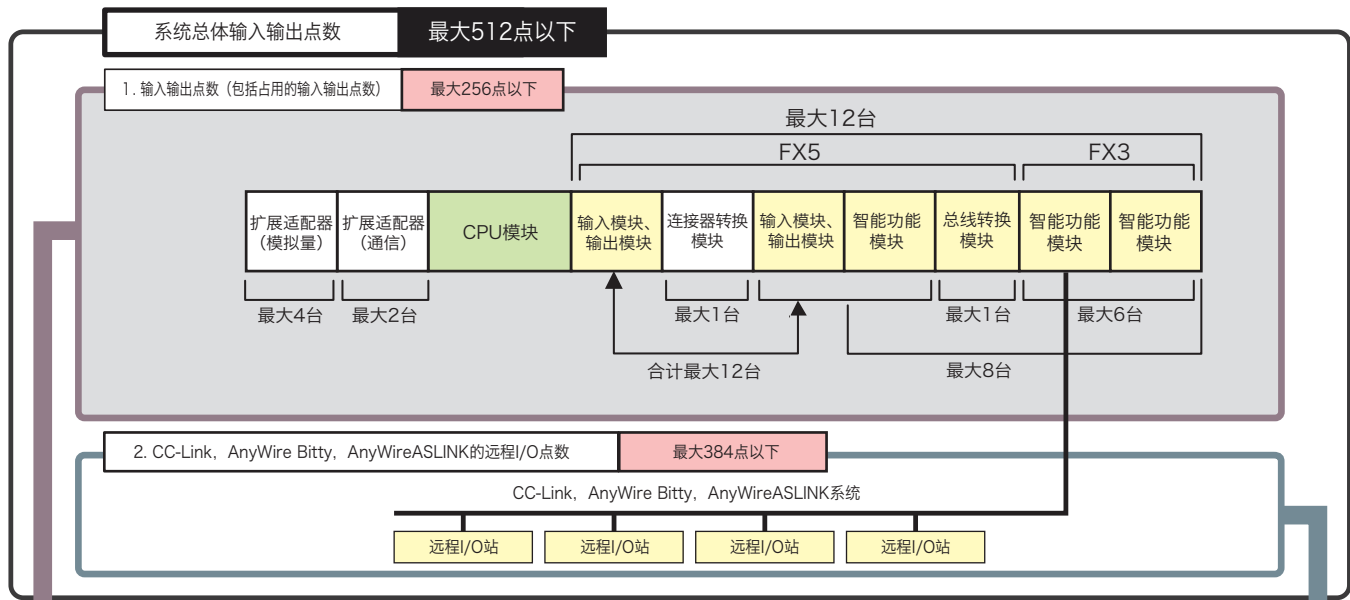 系统总体输入输出点数 最大512点以下
1. 输入输出点数（包括占用的输入输出点数） 最大256点以下
最大12台
FX5 FX3
扩展适配器
（模拟量）
扩展适配器
（通信）
CPU模块
输入模块、
输出模块
连接器转换
模块
输入模块、
输出模块
智能功能
模块
总线转换
模块
智能功能
模块
智能功能
模块
最大4台 最大2台 最大1台 最大1台 最大6台
合计最大12台 最大8台
2. CC-Link，AnyWire Bitty，AnyWireASLINK的远程I/O点数 最大384点以下
CC-Link，AnyWire Bitty，AnyWireASLINK系统
远程I/O站 远程I/O站 远程I/O站 远程I/O站